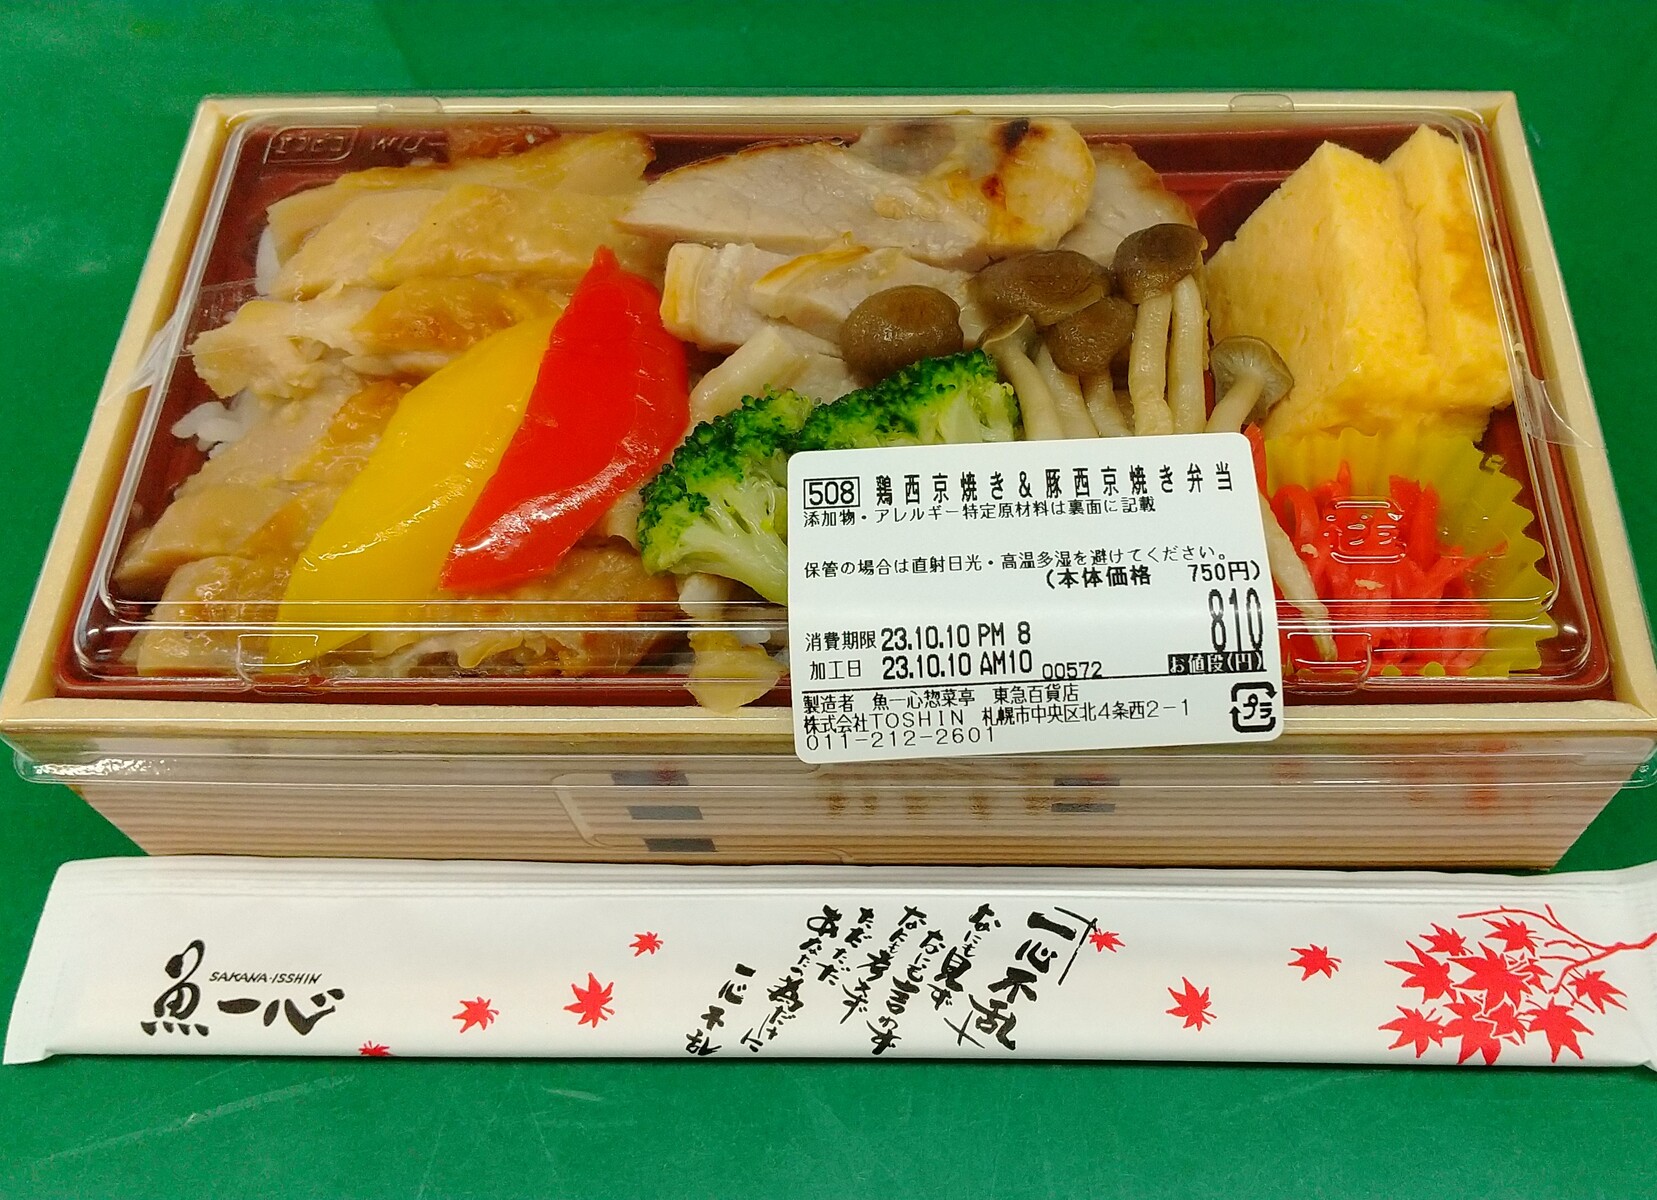 508 鶏西京焼き&豚西京焼き弁当
添加物・アレルギー特定原材料は裏面に記載
保管の場合は直射日光・高温多湿を避けてください。
(本体価格 750円)
810
消費期限 23.10.10 PM 8
加工日 23.10.10 AM10 00572 お値段(円)
製造者 魚一心惣菜亭 東急百貨店
株式会社TOSHIN 札幌市中央区北4条西2-1
011-212-2601
プラ
SAKANA・ISSHIN
魚一心
一心不乱
なにも見ず
なにも言わず
なにも考えず
ただただ
あなたの為だけに